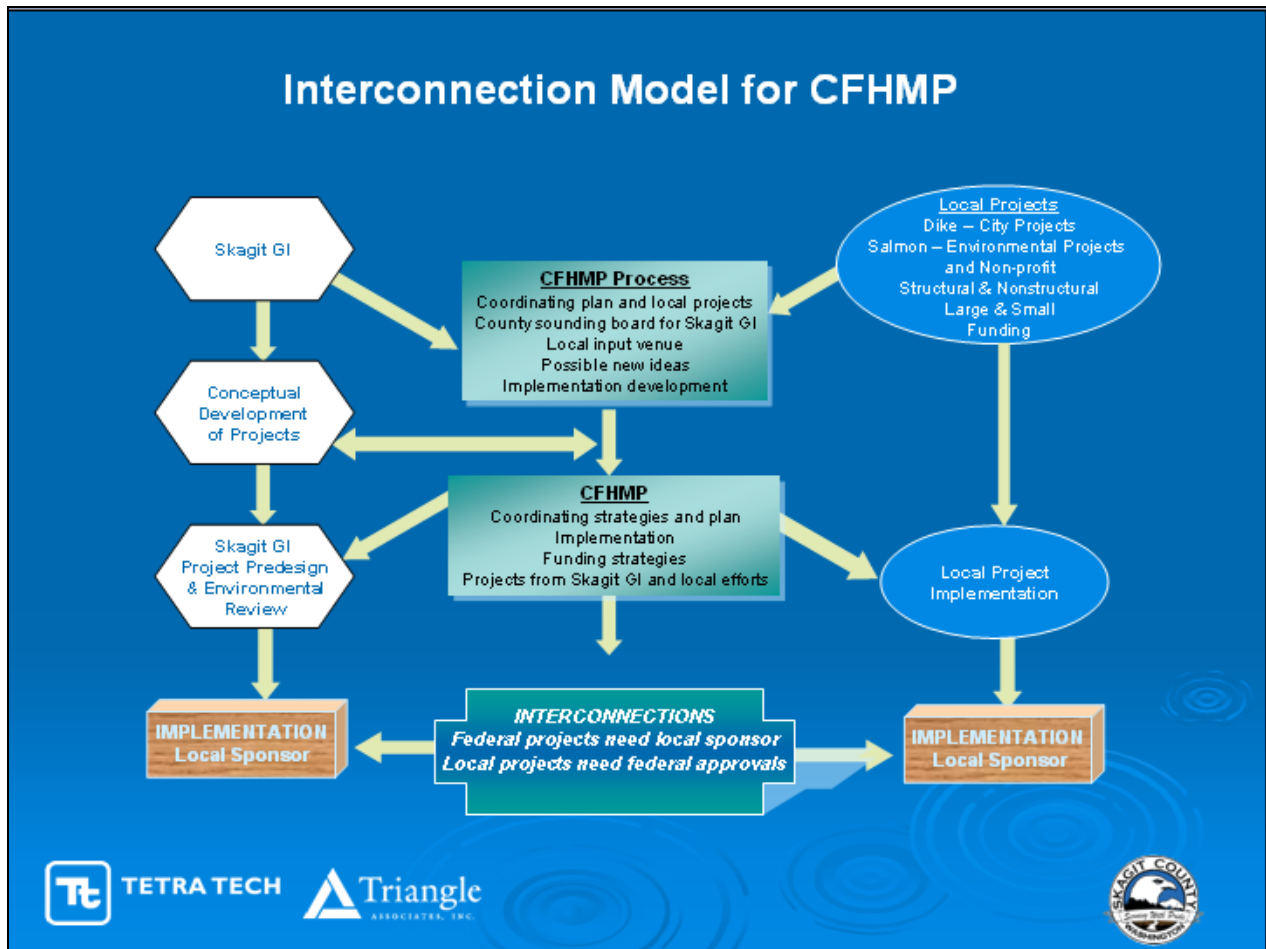 Interconnection Model for CFHMP
Skagit GI
Local Projects
Dike – City Projects
Salmon – Environmental Projects
and Non-profit
Structural & Nonstructural
Large & Small
Funding
CFHMP Process
Coordinating plan and local projects
County sounding board for Skagit GI
Local input venue
Possible new ideas
Implementation development
Conceptual
Development
of Projects
CFHMP
Coordinating strategies and plan
Implementation
Funding strategies
Projects from Skagit GI and local efforts
Skagit GI
Project Predesign
& Environmental
Review
Local Project
Implementation
IMPLEMENTATION
Local Sponsor
INTERCONNECTIONS
Federal projects need local sponsor
Local projects need federal approvals
IMPLEMENTATION
Local Sponsor
Tt
TETRA TECH
Triangle
ASSOCIATES, INC.
SKAGIT COUNTY
Serving With Pride
WASHINGTON